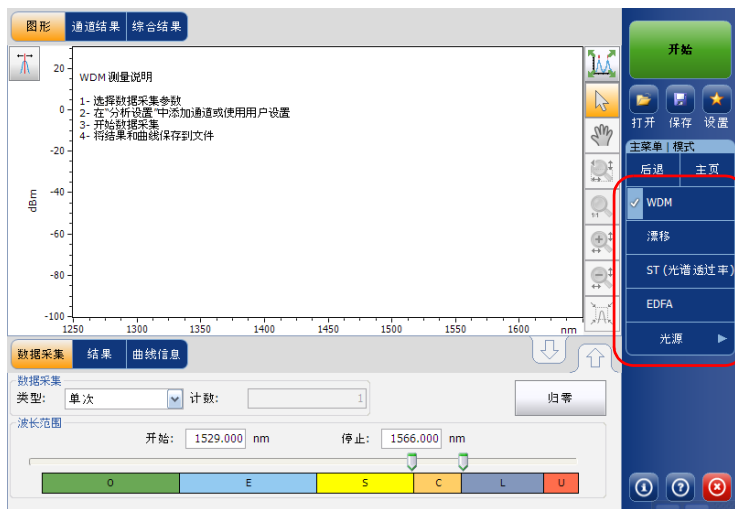 图形 通道结果 综合结果
20
0
-20
-40
-60
-80
-100
dBm
WDM 测量说明
1- 选择数据采集参数
2- 在"分析设置"中添加通道或使用用户设置
3- 开始数据采集
4- 将结果和曲线保存到文件
1250 1300 1350 1400 1450 1500 1550 1600 nm
1:1
开始
打开 保存 设置
主菜单 | 模式
后退 主页
WDM
漂移
ST (光谱透过率)
EDFA
光源
数据采集 结果 曲线信息
数据采集
类型: 单次 计数: 1 归零
波长范围
开始: 1529.000 nm 停止: 1566.000 nm
O E S C L U